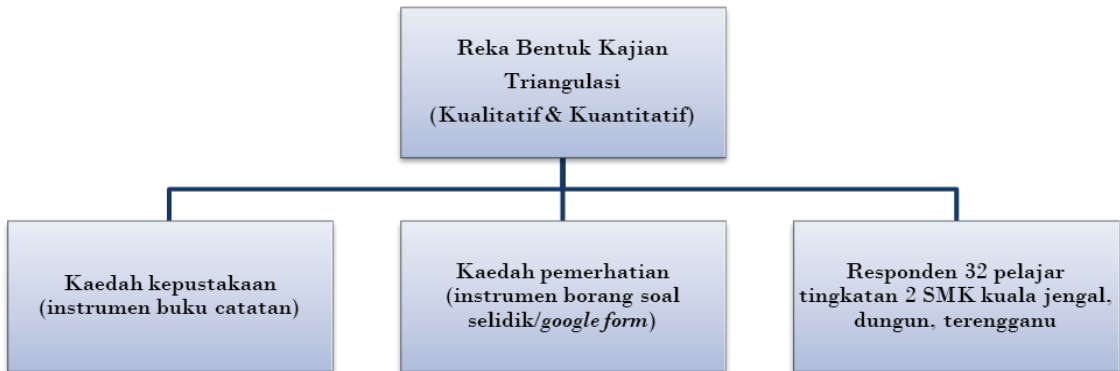 Reka Bentuk Kajian
Triangulasi
(Kualitatif & Kuantitatif)
Kaedah kepustakaan
(instrumen buku catatan)
Kaedah pemerhatian
(instrumen borang soal
selidik/google form)
Responden 32 pelajar
tingkatan 2 SMK kuala jengal,
dungun, terengganu